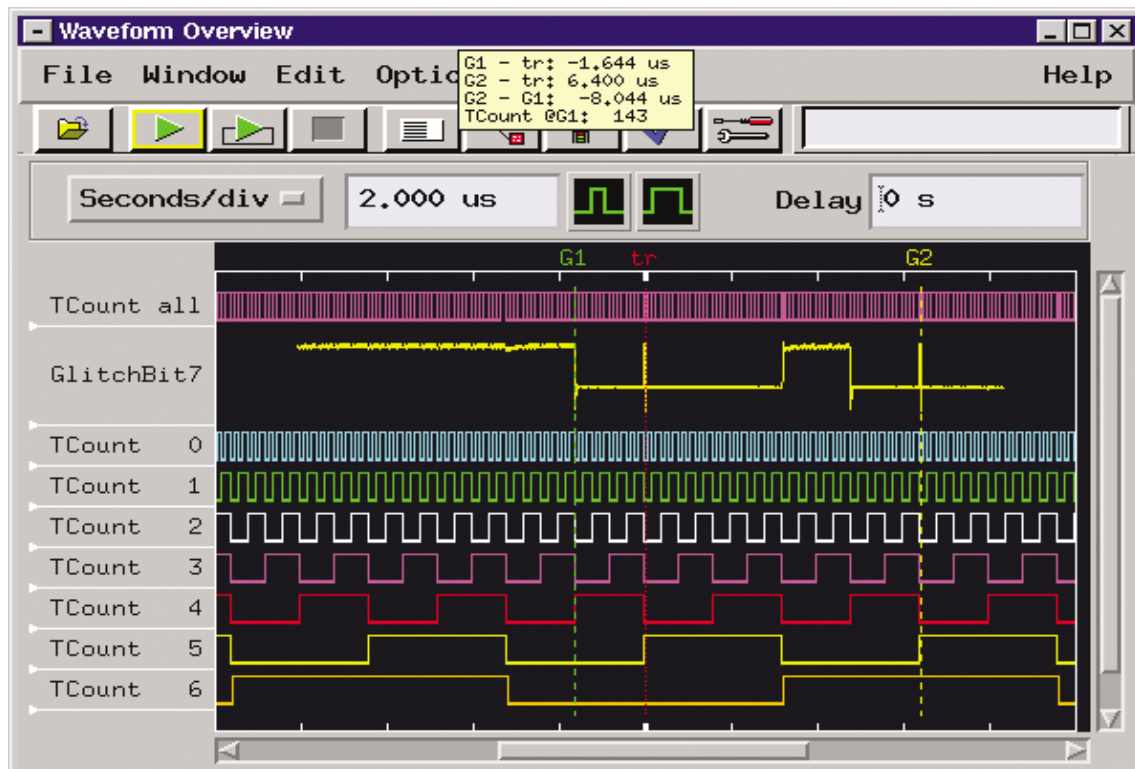 Waveform Overview
G1 - tr: -1.644 us
G2 - tr: 6.400 us
G2 - G1: -8.044 us
TCount @G1: 143
File Window Edit Optio Help
Seconds/div 2.000 us Delay 0 s
G1 tr G2
TCount all
GlitchBit7
TCount 0
TCount 1
TCount 2
TCount 3
TCount 4
TCount 5
TCount 6